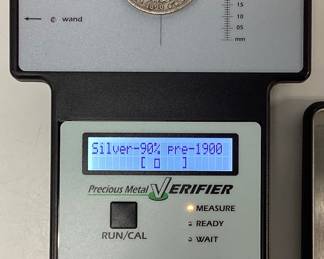 15
10
05
mm
← @ wand
Silver-90% pre-1900
[ □ ]
Precious Metal VERIFIER
MEASURE
READY
WAIT
RUN/CAL